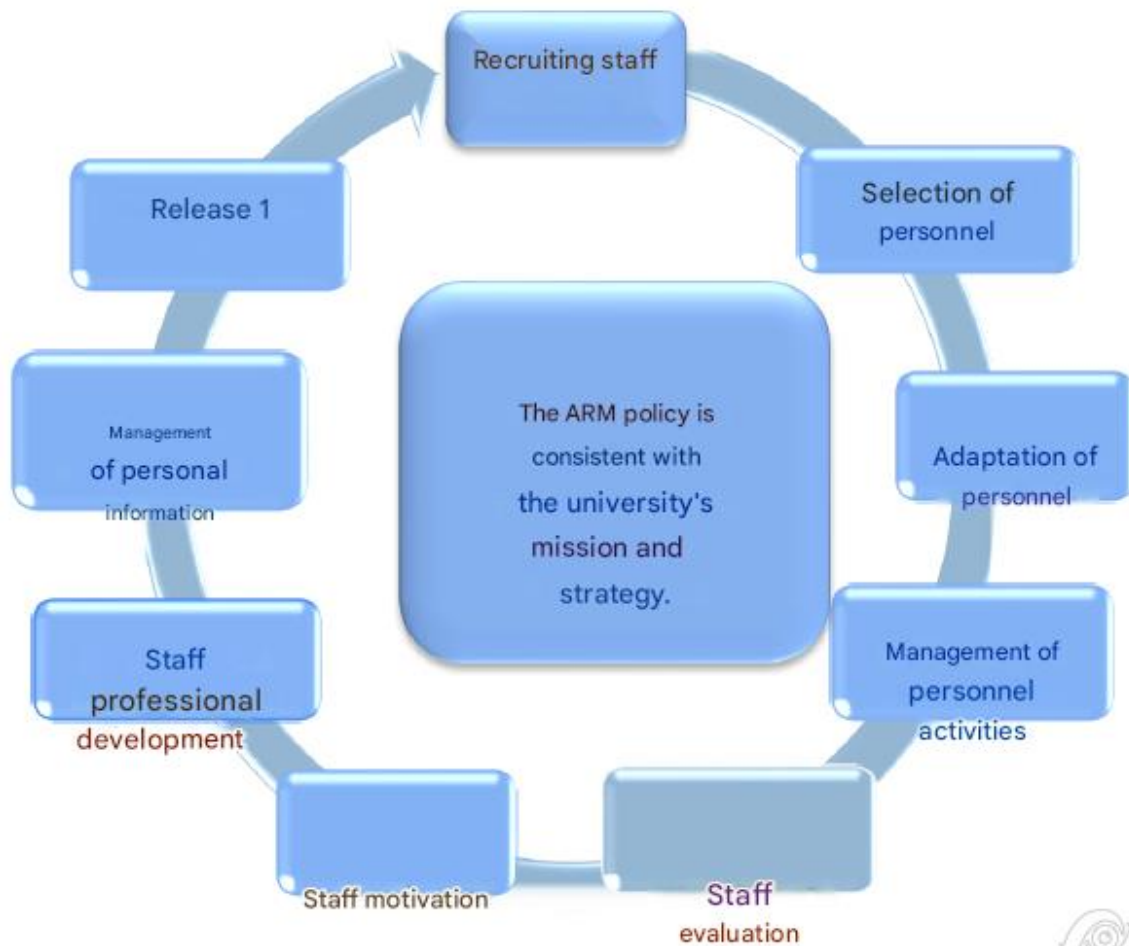 Recruiting staff
Selection of
personnel
Adaptation of
personnel
Management of
personnel
activities
Staff
evaluation
Staff motivation
Staff
professional
development
Management
of personal
information
Release 1
The ARM policy is
consistent with
the university's
mission and
strategy.